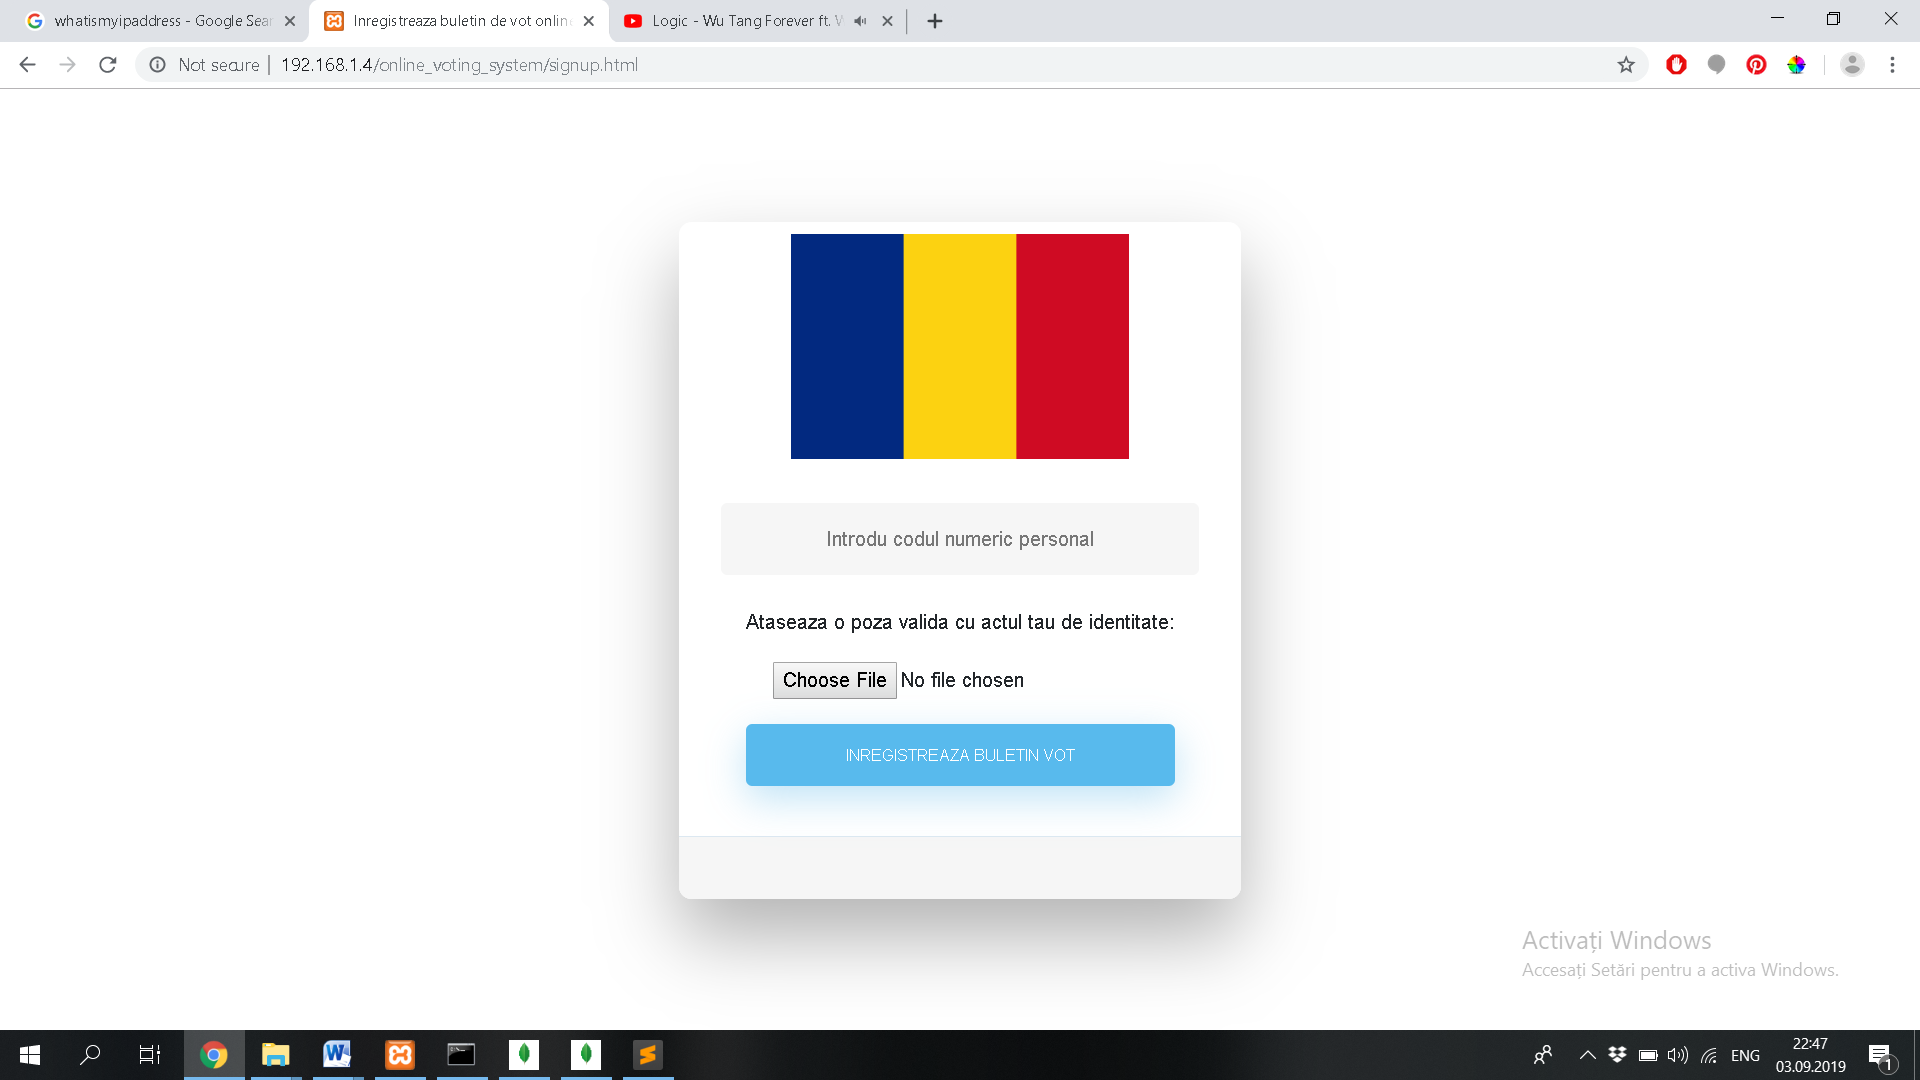 whatismyipaddress - Google Sear
Inregistreaza buletin de vot online
Logic - Wu Tang Forever ft. W
Not secure | 192.168.1.4/online_voting_system/signup.html
Introdu codul numeric personal
Ataseaza o poza valida cu actul tau de identitate:
Choose File No file chosen
INREGISTREAZA BULETIN VOT
Activați Windows
Accesați Setări pentru a activa Windows.
ENG
22:47
03.09.2019
1